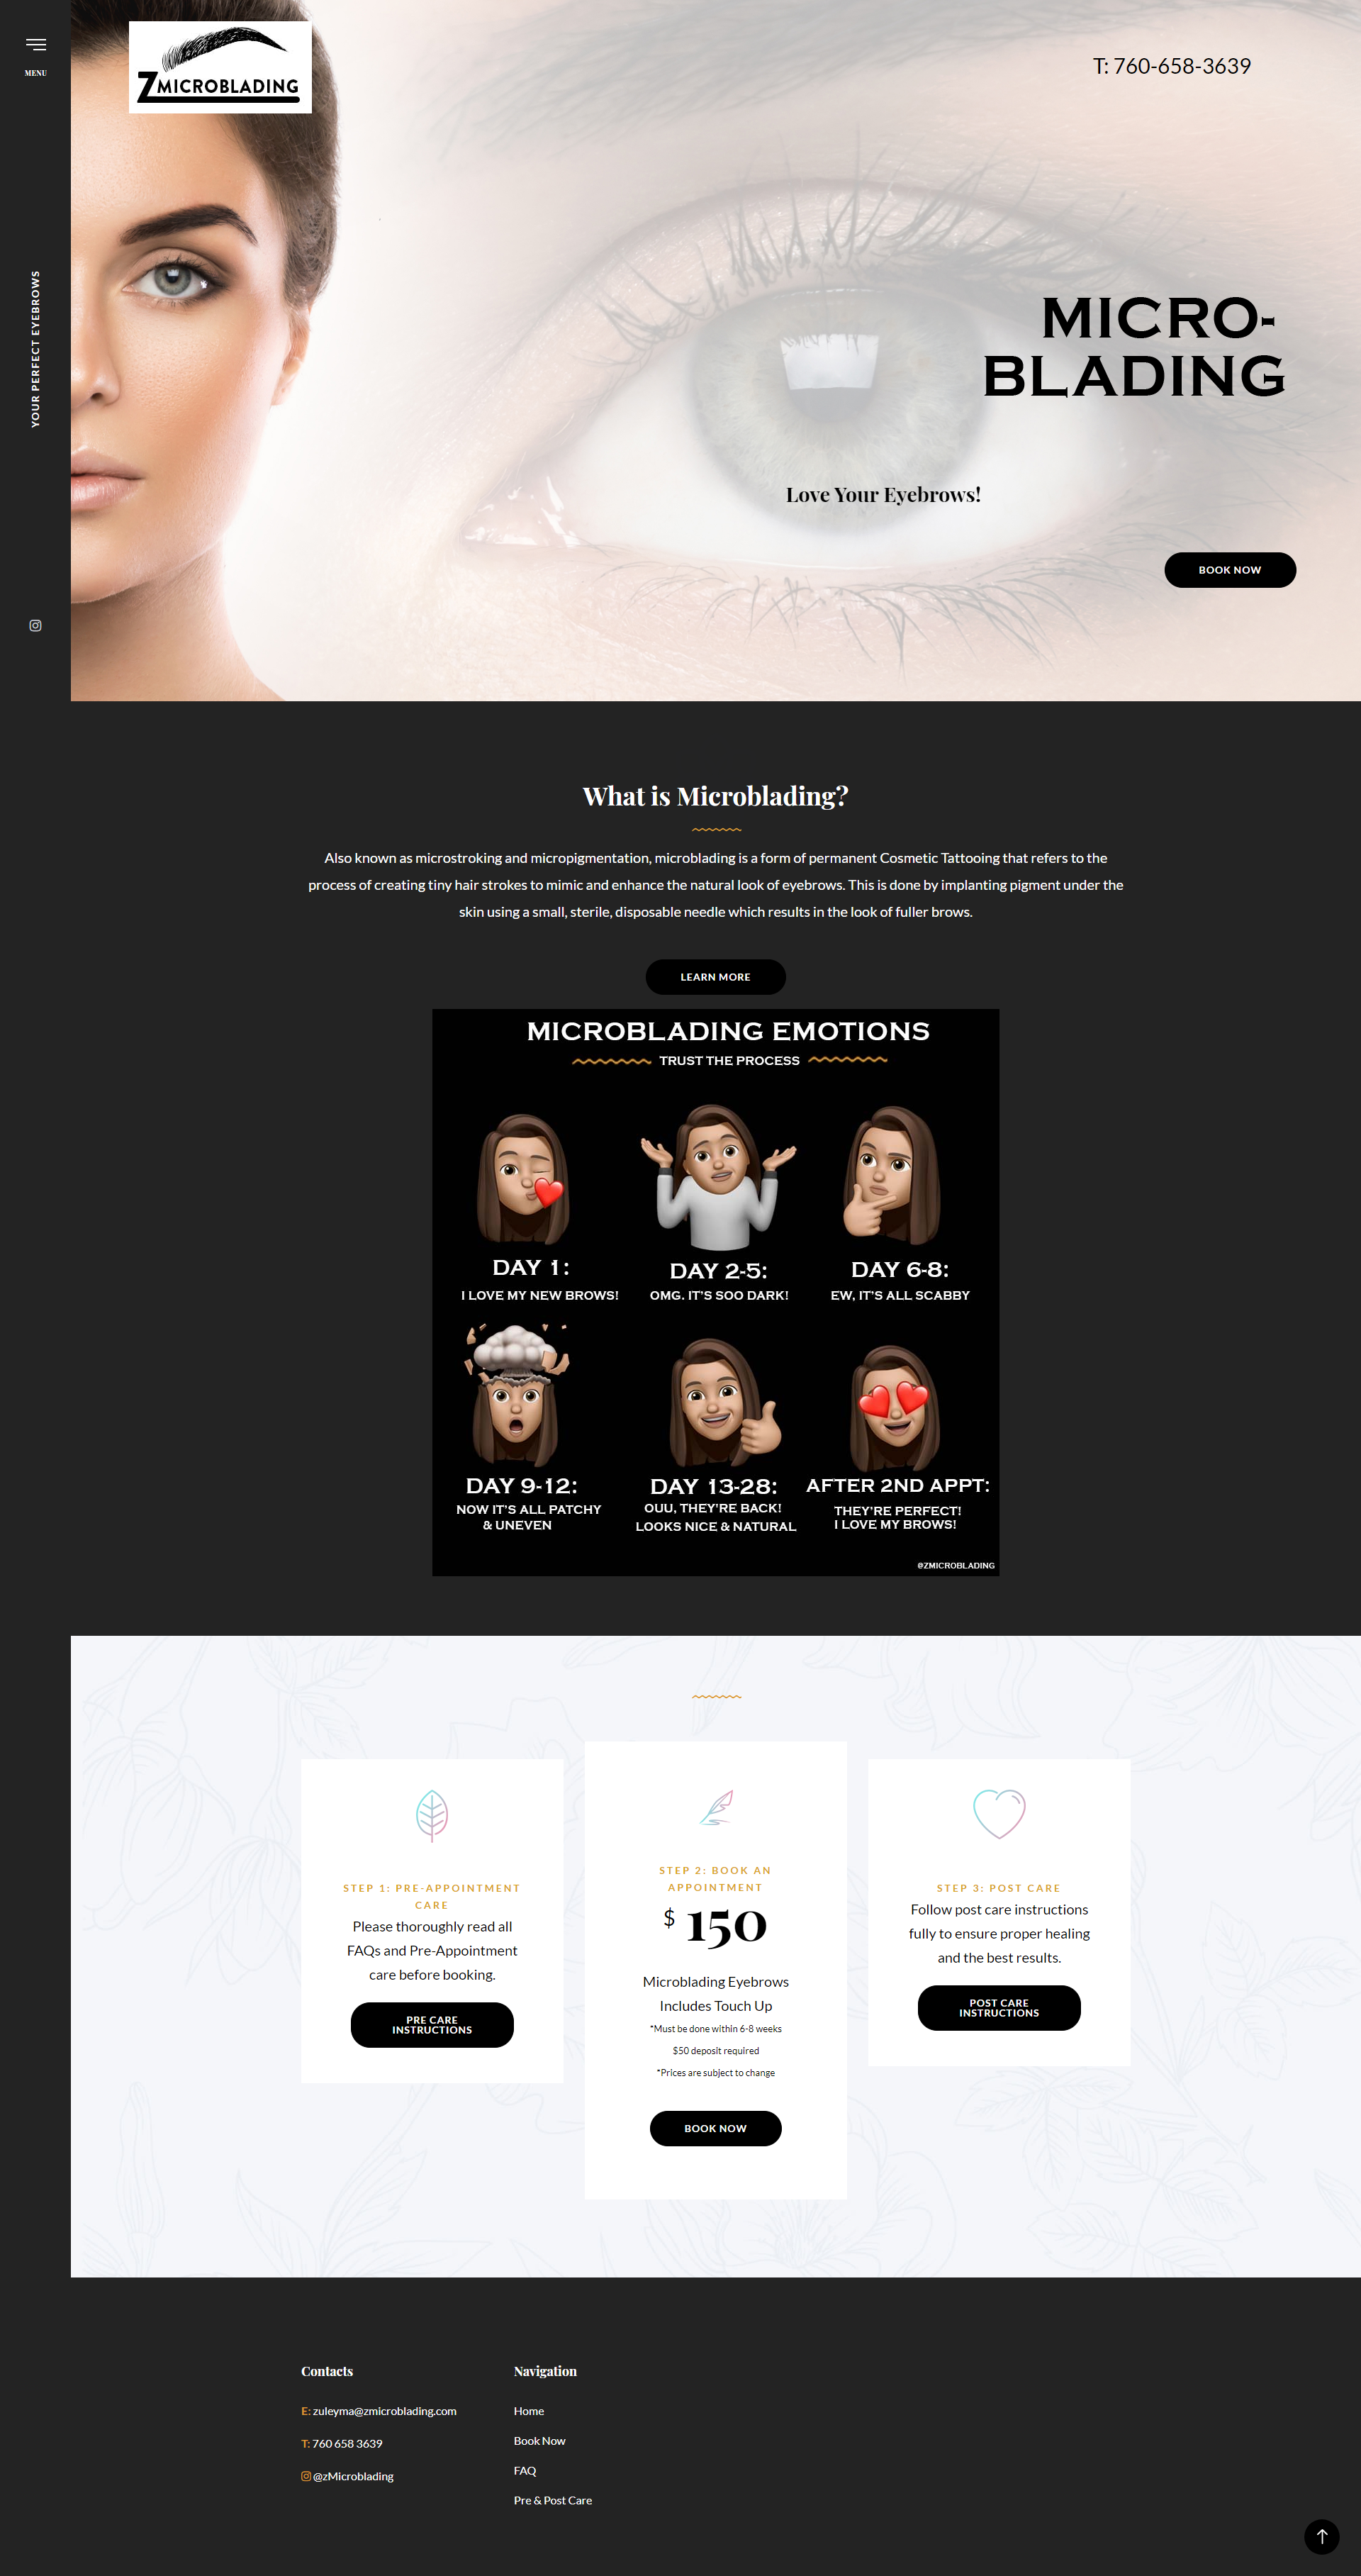 MENU
YOUR PERFECT EYEBROWS
ZMICROBLADING
T: 760-658-3639
MICRO-
BLADING
Love Your Eyebrows!
BOOK NOW
What is Microblading?
Also known as microstroking and micropigmentation, microblading is a form of permanent Cosmetic Tattooing that refers to the
process of creating tiny hair strokes to mimic and enhance the natural look of eyebrows. This is done by implanting pigment under the
skin using a small, sterile, disposable needle which results in the look of fuller brows.
LEARN MORE
MICROBLADING EMOTIONS
TRUST THE PROCESS
DAY 1:
I LOVE MY NEW BROWS!
DAY 2-5:
OMG. IT'S SOO DARK!
DAY 6-8:
EW, IT'S ALL SCABBY
DAY 9-12:
NOW IT'S ALL PATCHY
& UNEVEN
DAY 13-28:
OUU, THEY'RE BACK!
LOOKS NICE & NATURAL
AFTER 2ND APPT:
THEY'RE PERFECT!
I LOVE MY BROWS!
@ZMICROBLADING
STEP 1: PRE-APPOINTMENT
CARE
Please thoroughly read all
FAQs and Pre-Appointment
care before booking.
PRE CARE
INSTRUCTIONS
STEP 2: BOOK AN
APPOINTMENT
$ 150
Microblading Eyebrows
Includes Touch Up
*Must be done within 6-8 weeks
$50 deposit required
*Prices are subject to change
BOOK NOW
STEP 3: POST CARE
Follow post care instructions
fully to ensure proper healing
and the best results.
POST CARE
INSTRUCTIONS
Contacts
E: zuleyma@zmicroblading.com
T: 760 658 3639
@zMicroblading
Navigation
Home
Book Now
FAQ
Pre & Post Care